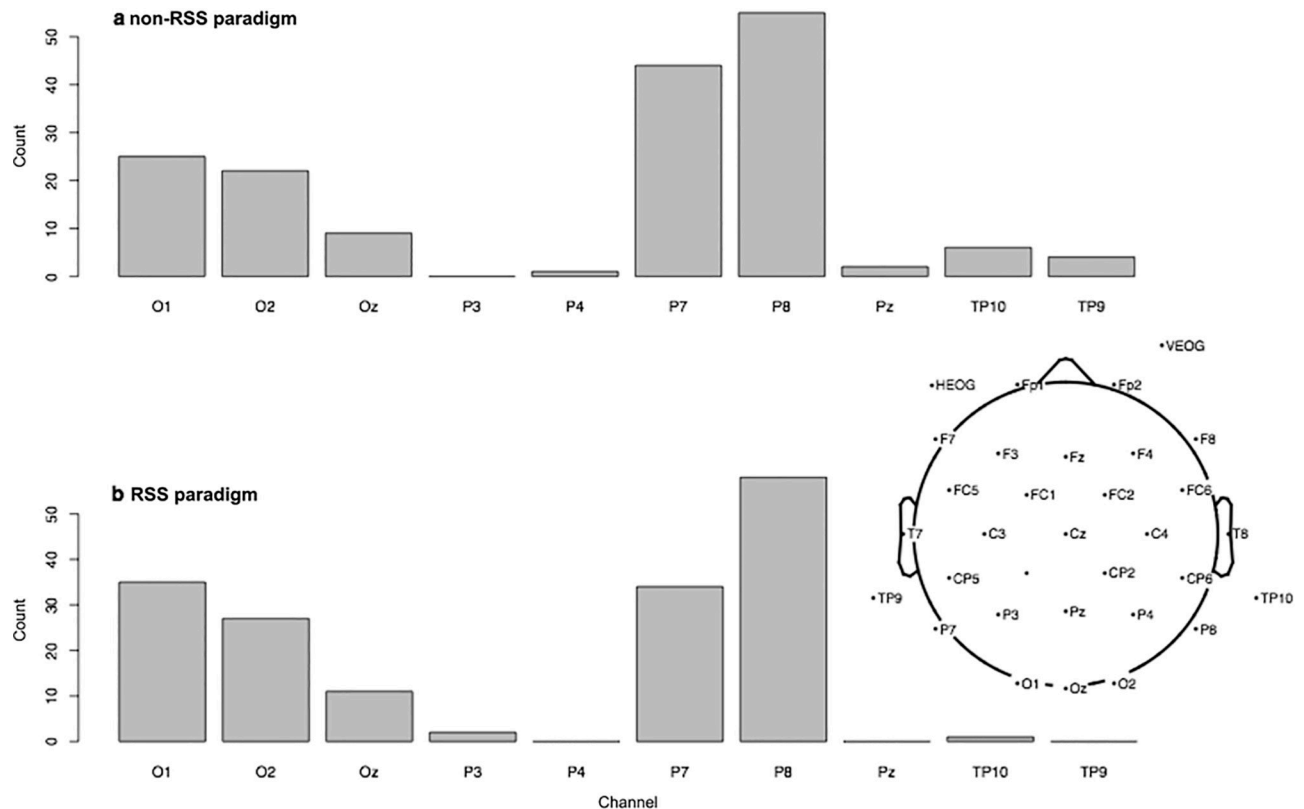 a non-RSS paradigm
Count
50
40
30
20
10
0
O1 O2 Oz P3 P4 P7 P8 Pz TP10 TP9
VEOG
HEOG Fp1 Fp2
F7 F8
F3 Fz F4
FC5 FC1 FC2 FC6
T7 C3 Cz C4 T8
CP5 CP2 CP6
TP9 TP10
P3 Pz P4
P7 P8
O1 Oz O2
b RSS paradigm
Count
50
40
30
20
10
0
O1 O2 Oz P3 P4 P7 P8 Pz TP10 TP9
Channel